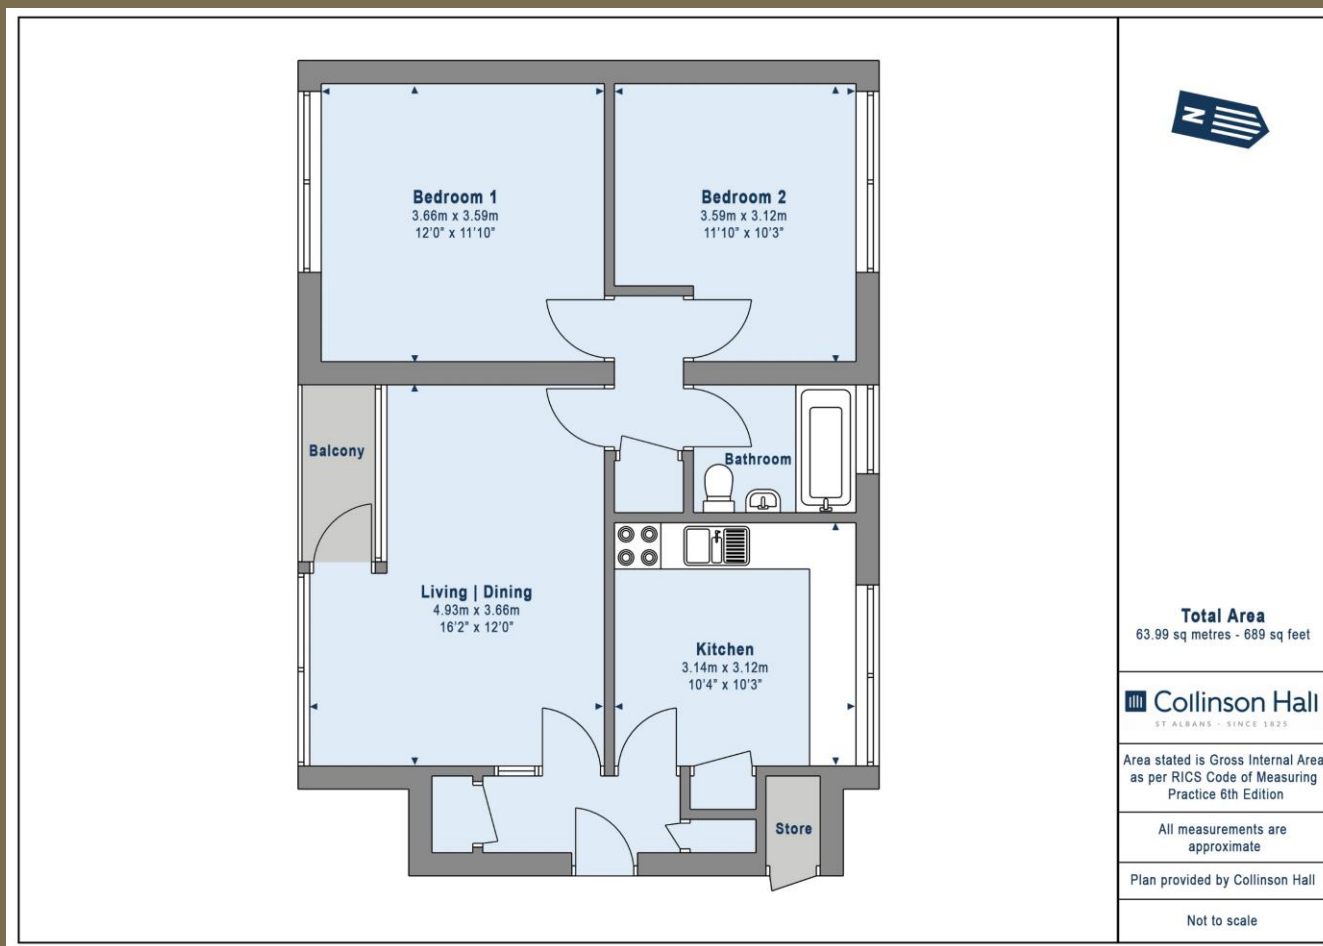 Bedroom 1
3.66m x 3.59m
12'0" x 11'10"
Bedroom 2
3.59m x 3.12m
11'10" x 10'3"
Balcony
Bathroom
Living | Dining
4.93m x 3.66m
16'2" x 12'0"
Kitchen
3.14m x 3.12m
10'4" x 10'3"
Store
N
Total Area
63.99 sq metres - 689 sq feet
Collinson Hall
ST ALBANS - SINCE 1825
Area stated is Gross Internal Area
as per RICS Code of Measuring
Practice 6th Edition
All measurements are
approximate
Plan provided by Collinson Hall
Not to scale